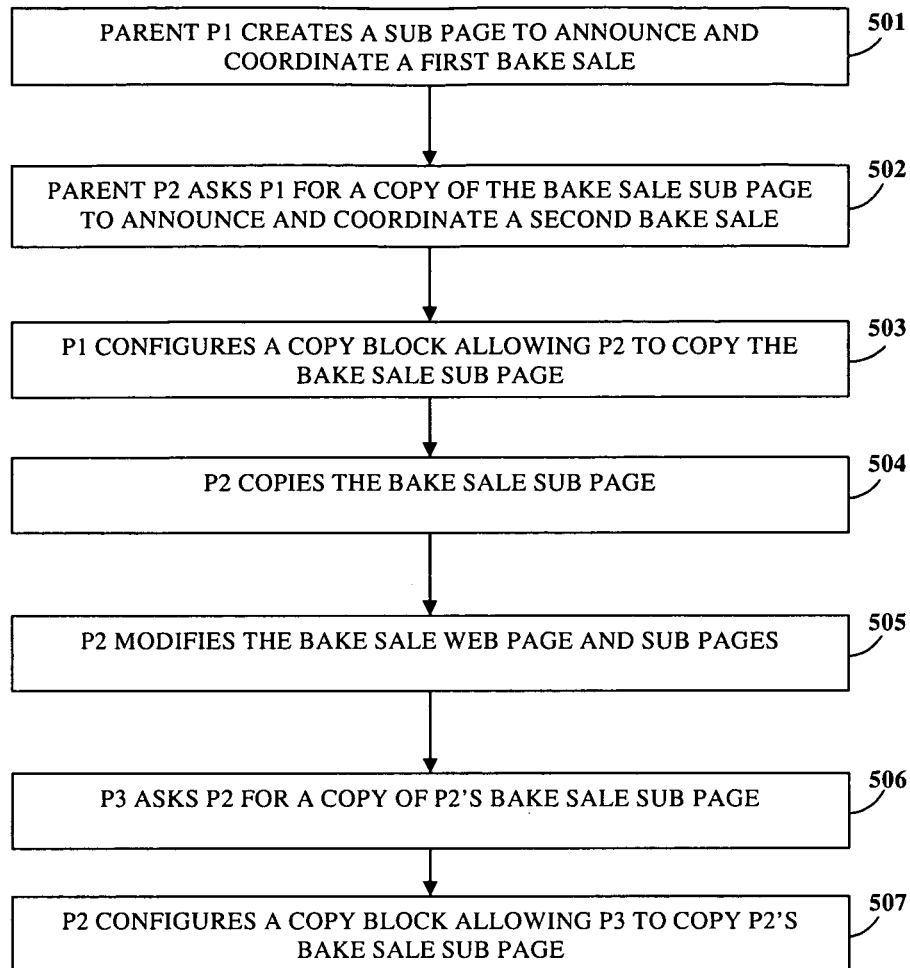 PARENT P1 CREATES A SUB PAGE TO ANNOUNCE AND
COORDINATE A FIRST BAKE SALE
501
PARENT P2 ASKS P1 FOR A COPY OF THE BAKE SALE SUB PAGE
TO ANNOUNCE AND COORDINATE A SECOND BAKE SALE
502
P1 CONFIGURES A COPY BLOCK ALLOWING P2 TO COPY THE
BAKE SALE SUB PAGE
503
P2 COPIES THE BAKE SALE SUB PAGE
504
P2 MODIFIES THE BAKE SALE WEB PAGE AND SUB PAGES
505
P3 ASKS P2 FOR A COPY OF P2'S BAKE SALE SUB PAGE
506
P2 CONFIGURES A COPY BLOCK ALLOWING P3 TO COPY P2'S
BAKE SALE SUB PAGE
507